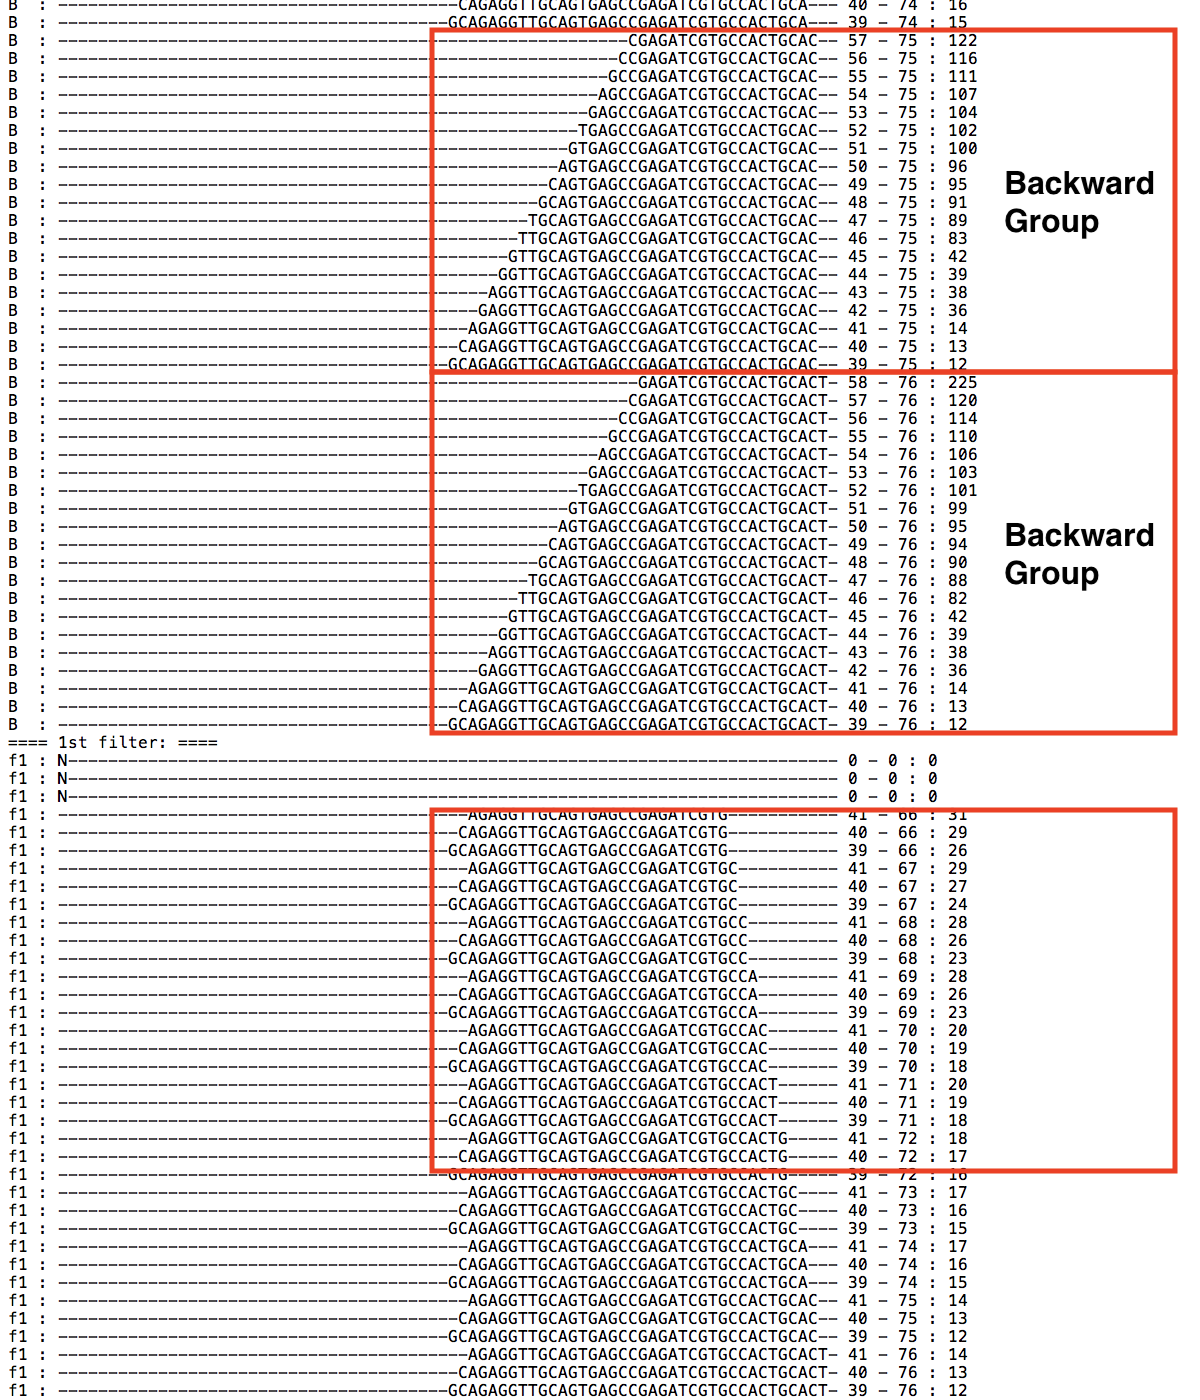 B  : ----------------------------------------CAGAGGTTGCAGTGAGCCGAGATCGTGCCACTGCA--- 40 - 74 : 16
B  : ---------------------------------------GCAGAGGTTGCAGTGAGCCGAGATCGTGCCACTGCA--- 39 - 74 : 15
B  : ---------------------------------------------------------CGAGATCGTGCCACTGCAC-- 57 - 75 : 122
B  : --------------------------------------------------------CCGAGATCGTGCCACTGCAC-- 56 - 75 : 116
B  : -------------------------------------------------------GCCGAGATCGTGCCACTGCAC-- 55 - 75 : 111
B  : ------------------------------------------------------AGCCGAGATCGTGCCACTGCAC-- 54 - 75 : 107
B  : -----------------------------------------------------GAGCCGAGATCGTGCCACTGCAC-- 53 - 75 : 104
B  : ----------------------------------------------------TGAGCCGAGATCGTGCCACTGCAC-- 52 - 75 : 102
B  : ---------------------------------------------------GTGAGCCGAGATCGTGCCACTGCAC-- 51 - 75 : 100
B  : --------------------------------------------------AGTGAGCCGAGATCGTGCCACTGCAC-- 50 - 75 : 96
B  : -------------------------------------------------CAGTGAGCCGAGATCGTGCCACTGCAC-- 49 - 75 : 95
B  : ------------------------------------------------GCAGTGAGCCGAGATCGTGCCACTGCAC-- 48 - 75 : 91
B  : -----------------------------------------------TGCAGTGAGCCGAGATCGTGCCACTGCAC-- 47 - 75 : 89
B  : ----------------------------------------------TTGCAGTGAGCCGAGATCGTGCCACTGCAC-- 46 - 75 : 83
B  : ---------------------------------------------GTTGCAGTGAGCCGAGATCGTGCCACTGCAC-- 45 - 75 : 42
B  : --------------------------------------------GGTTGCAGTGAGCCGAGATCGTGCCACTGCAC-- 44 - 75 : 39
B  : -------------------------------------------AGGTTGCAGTGAGCCGAGATCGTGCCACTGCAC-- 43 - 75 : 38
B  : ------------------------------------------GAGGTTGCAGTGAGCCGAGATCGTGCCACTGCAC-- 42 - 75 : 36
B  : -----------------------------------------AGAGGTTGCAGTGAGCCGAGATCGTGCCACTGCAC-- 41 - 75 : 14
B  : ----------------------------------------CAGAGGTTGCAGTGAGCCGAGATCGTGCCACTGCAC-- 40 - 75 : 13
B  : ---------------------------------------GCAGAGGTTGCAGTGAGCCGAGATCGTGCCACTGCAC-- 39 - 75 : 12
Backward
Group
B  : ----------------------------------------------------------GAGATCGTGCCACTGCACT- 58 - 76 : 225
B  : ---------------------------------------------------------CGAGATCGTGCCACTGCACT- 57 - 76 : 120
B  : --------------------------------------------------------CCGAGATCGTGCCACTGCACT- 56 - 76 : 114
B  : -------------------------------------------------------GCCGAGATCGTGCCACTGCACT- 55 - 76 : 110
B  : ------------------------------------------------------AGCCGAGATCGTGCCACTGCACT- 54 - 76 : 106
B  : -----------------------------------------------------GAGCCGAGATCGTGCCACTGCACT- 53 - 76 : 103
B  : ----------------------------------------------------TGAGCCGAGATCGTGCCACTGCACT- 52 - 76 : 101
B  : ---------------------------------------------------GTGAGCCGAGATCGTGCCACTGCACT- 51 - 76 : 99
B  : --------------------------------------------------AGTGAGCCGAGATCGTGCCACTGCACT- 50 - 76 : 95
B  : -------------------------------------------------CAGTGAGCCGAGATCGTGCCACTGCACT- 49 - 76 : 94
B  : ------------------------------------------------GCAGTGAGCCGAGATCGTGCCACTGCACT- 48 - 76 : 90
B  : -----------------------------------------------TGCAGTGAGCCGAGATCGTGCCACTGCACT- 47 - 76 : 88
B  : ----------------------------------------------TTGCAGTGAGCCGAGATCGTGCCACTGCACT- 46 - 76 : 82
B  : ---------------------------------------------GTTGCAGTGAGCCGAGATCGTGCCACTGCACT- 45 - 76 : 42
B  : --------------------------------------------GGTTGCAGTGAGCCGAGATCGTGCCACTGCACT- 44 - 76 : 39
B  : -------------------------------------------AGGTTGCAGTGAGCCGAGATCGTGCCACTGCACT- 43 - 76 : 38
B  : ------------------------------------------GAGGTTGCAGTGAGCCGAGATCGTGCCACTGCACT- 42 - 76 : 36
B  : -----------------------------------------AGAGGTTGCAGTGAGCCGAGATCGTGCCACTGCACT- 41 - 76 : 14
B  : ----------------------------------------CAGAGGTTGCAGTGAGCCGAGATCGTGCCACTGCACT- 40 - 76 : 13
B  : ---------------------------------------GCAGAGGTTGCAGTGAGCCGAGATCGTGCCACTGCACT- 39 - 76 : 12
Backward
Group
==== 1st filter: ====
f1 : N----------------------------------------------------------------------------- 0 - 0 : 0
f1 : N----------------------------------------------------------------------------- 0 - 0 : 0
f1 : N----------------------------------------------------------------------------- 0 - 0 : 0
f1 : -----------------------------------------AGAGGTTGCAGTGAGCCGAGATCGTG----------- 41 - 66 : 31
f1 : ----------------------------------------CAGAGGTTGCAGTGAGCCGAGATCGTG----------- 40 - 66 : 29
f1 : ---------------------------------------GCAGAGGTTGCAGTGAGCCGAGATCGTG----------- 39 - 66 : 26
f1 : -----------------------------------------AGAGGTTGCAGTGAGCCGAGATCGTGC---------- 41 - 67 : 29
f1 : ----------------------------------------CAGAGGTTGCAGTGAGCCGAGATCGTGC---------- 40 - 67 : 27
f1 : ---------------------------------------GCAGAGGTTGCAGTGAGCCGAGATCGTGC---------- 39 - 67 : 24
f1 : -----------------------------------------AGAGGTTGCAGTGAGCCGAGATCGTGCC--------- 41 - 68 : 28
f1 : ----------------------------------------CAGAGGTTGCAGTGAGCCGAGATCGTGCC--------- 40 - 68 : 26
f1 : ---------------------------------------GCAGAGGTTGCAGTGAGCCGAGATCGTGCC--------- 39 - 68 : 23
f1 : -----------------------------------------AGAGGTTGCAGTGAGCCGAGATCGTGCCA-------- 41 - 69 : 28
f1 : ----------------------------------------CAGAGGTTGCAGTGAGCCGAGATCGTGCCA-------- 40 - 69 : 26
f1 : ---------------------------------------GCAGAGGTTGCAGTGAGCCGAGATCGTGCCA-------- 39 - 69 : 23
f1 : -----------------------------------------AGAGGTTGCAGTGAGCCGAGATCGTGCCAC------- 41 - 70 : 20
f1 : ----------------------------------------CAGAGGTTGCAGTGAGCCGAGATCGTGCCAC------- 40 - 70 : 19
f1 : ---------------------------------------GCAGAGGTTGCAGTGAGCCGAGATCGTGCCAC------- 39 - 70 : 18
f1 : -----------------------------------------AGAGGTTGCAGTGAGCCGAGATCGTGCCACT------ 41 - 71 : 20
f1 : ----------------------------------------CAGAGGTTGCAGTGAGCCGAGATCGTGCCACT------ 40 - 71 : 19
f1 : ---------------------------------------GCAGAGGTTGCAGTGAGCCGAGATCGTGCCACT------ 39 - 71 : 18
f1 : -----------------------------------------AGAGGTTGCAGTGAGCCGAGATCGTGCCACTG----- 41 - 72 : 18
f1 : ----------------------------------------CAGAGGTTGCAGTGAGCCGAGATCGTGCCACTG----- 40 - 72 : 17
f1 : ---------------------------------------GCAGAGGTTGCAGTGAGCCGAGATCGTGCCACTG----- 39 - 72 : 16
f1 : -----------------------------------------AGAGGTTGCAGTGAGCCGAGATCGTGCCACTGC---- 41 - 73 : 17
f1 : ----------------------------------------CAGAGGTTGCAGTGAGCCGAGATCGTGCCACTGC---- 40 - 73 : 16
f1 : ---------------------------------------GCAGAGGTTGCAGTGAGCCGAGATCGTGCCACTGC---- 39 - 73 : 15
f1 : -----------------------------------------AGAGGTTGCAGTGAGCCGAGATCGTGCCACTGCA--- 41 - 74 : 17
f1 : ----------------------------------------CAGAGGTTGCAGTGAGCCGAGATCGTGCCACTGCA--- 40 - 74 : 16
f1 : ---------------------------------------GCAGAGGTTGCAGTGAGCCGAGATCGTGCCACTGCA--- 39 - 74 : 15
f1 : -----------------------------------------AGAGGTTGCAGTGAGCCGAGATCGTGCCACTGCAC-- 41 - 75 : 14
f1 : ----------------------------------------CAGAGGTTGCAGTGAGCCGAGATCGTGCCACTGCAC-- 40 - 75 : 13
f1 : ---------------------------------------GCAGAGGTTGCAGTGAGCCGAGATCGTGCCACTGCAC-- 39 - 75 : 12
f1 : -----------------------------------------AGAGGTTGCAGTGAGCCGAGATCGTGCCACTGCACT- 41 - 76 : 14
f1 : ----------------------------------------CAGAGGTTGCAGTGAGCCGAGATCGTGCCACTGCACT- 40 - 76 : 13
f1 : ---------------------------------------GCAGAGGTTGCAGTGAGCCGAGATCGTGCCACTGCACT- 39 - 76 : 12